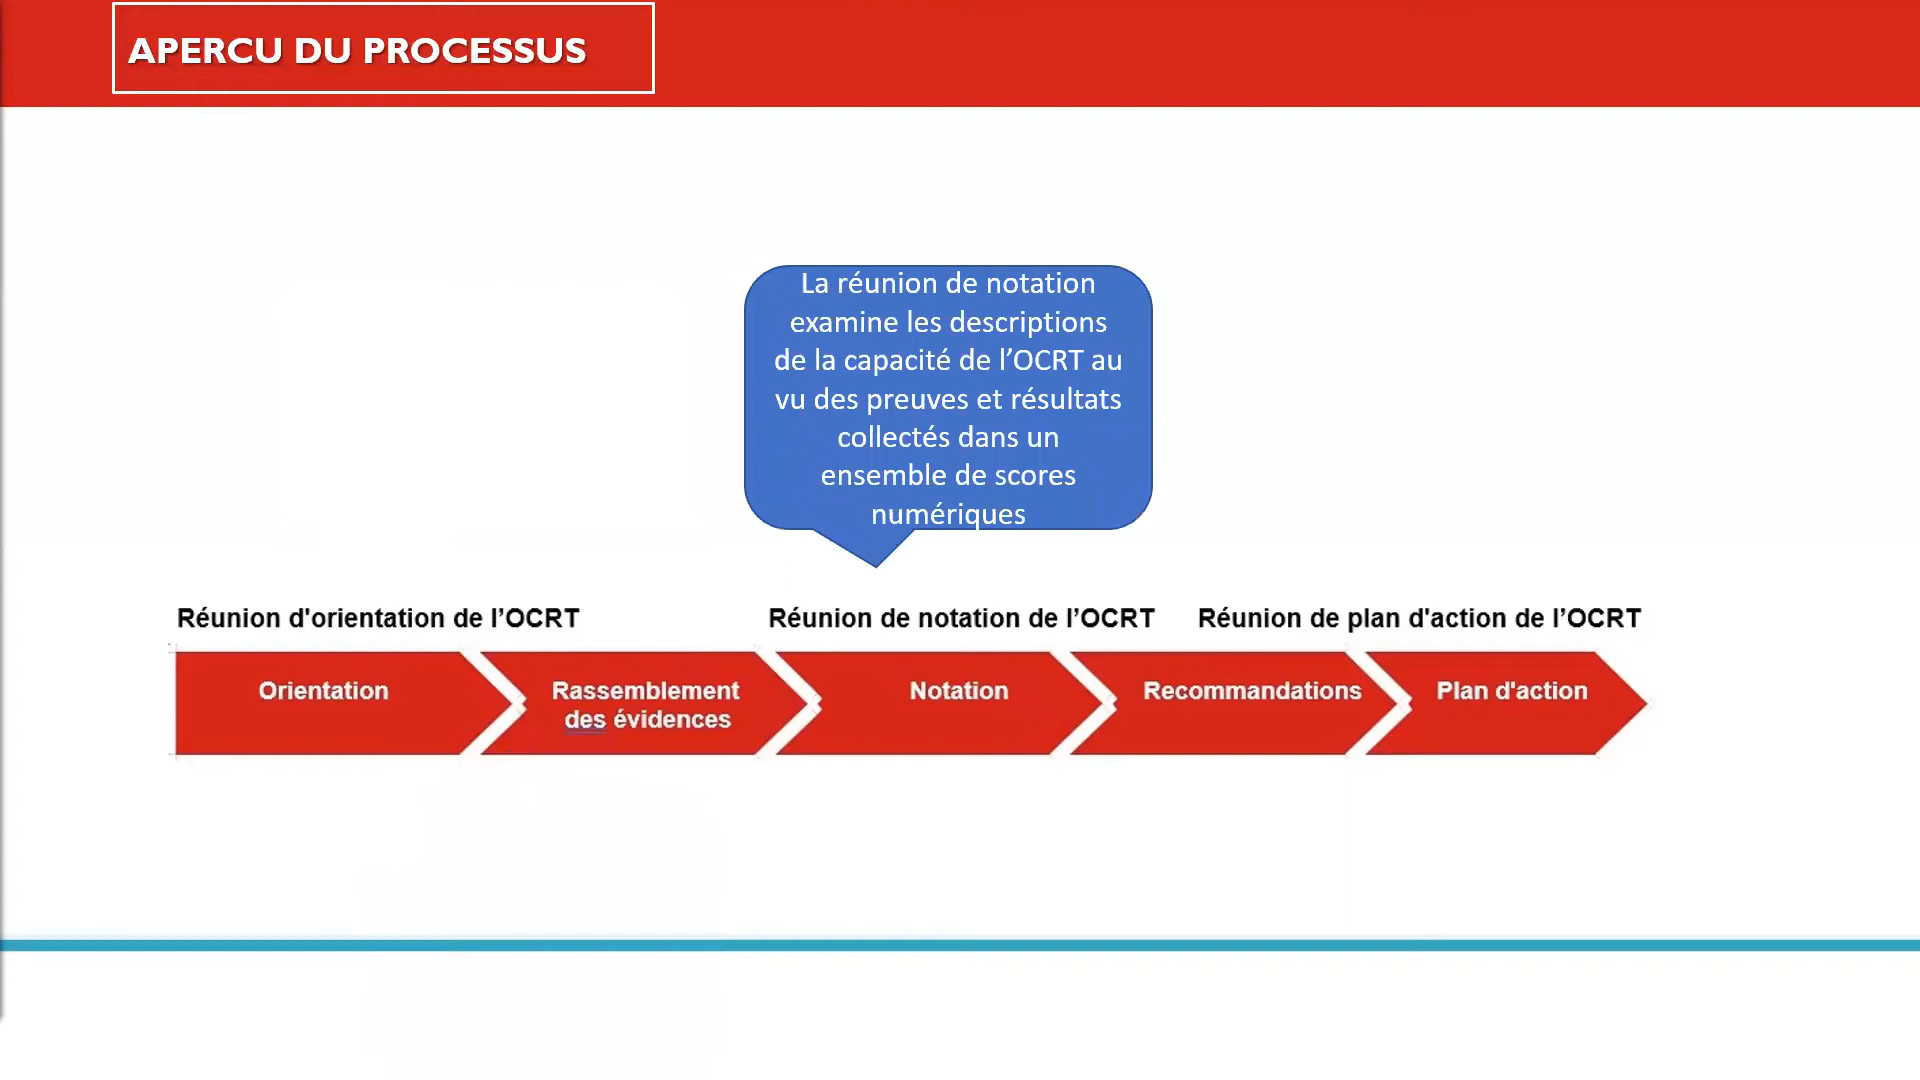 APERCU DU PROCESSUS
La réunion de notation
examine les descriptions
de la capacité de l’OCRT au
vu des preuves et résultats
collectés dans un
ensemble de scores
numériques
Réunion d'orientation de l’OCRT
Réunion de notation de l’OCRT
Réunion de plan d'action de l’OCRT
Orientation
Rassemblement
des évidences
Notation
Recommandations
Plan d'action